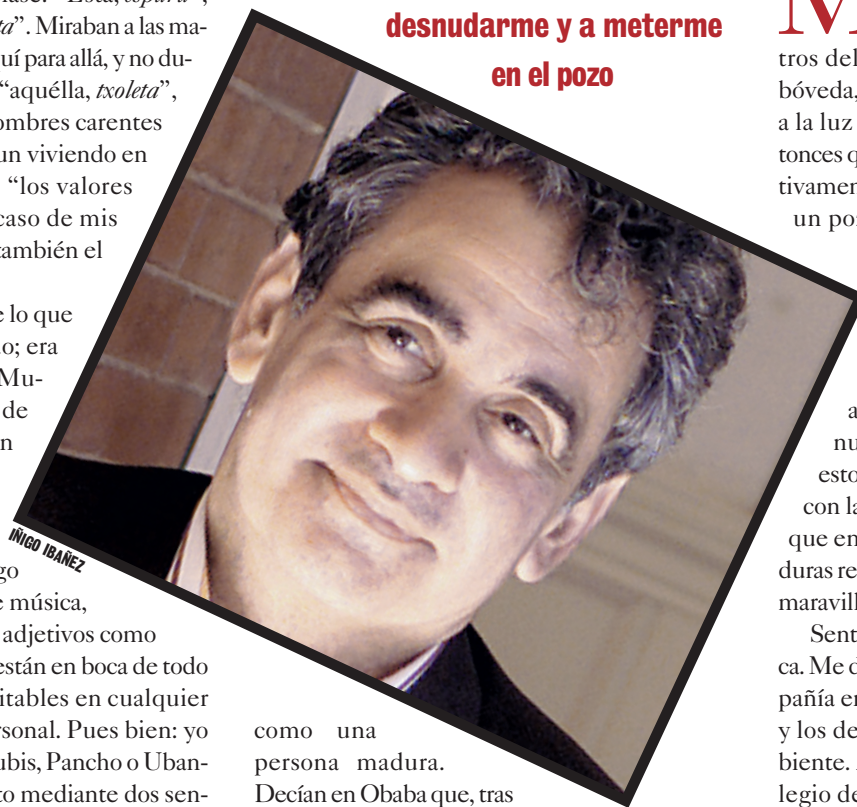 “Esta,
ta”. Miraban a las ma-
uí para allá, y no du-
“aquélla, txoleta”,
ombres carentes
un viviendo en
“los valores
caso de mis
también el
e lo que
o; era
Mu-
de
n
go
e música,
adjetivos como
están en boca de todo
itables en cualquier
rsonal. Pues bien: yo
ubis, Pancho o Uban-
to mediante dos sen-
desnudarme y a meterme
en el pozo
IÑIGO IBAÑEZ
como una
persona madura.
Decían en Obaba que, tras
M
tros del
bóveda,
a la luz
tonces q
tivamen
un po
a
nu
esto
con la
que en
duras re
maravill
Sent
ca. Me d
pañía en
y los de
biente.
legio de